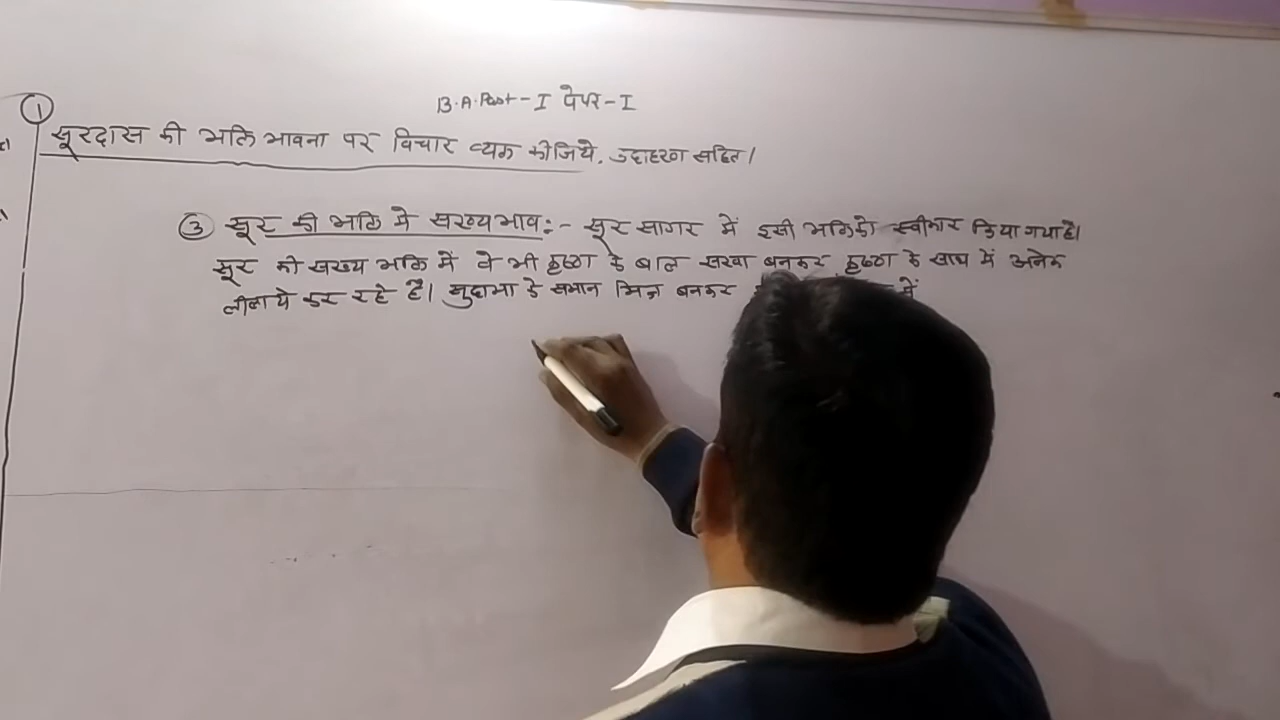 B.A. Part - I पेपर - I
① सूरदास की भक्ति भावना पर विचार व्यक्त कीजिये, उदाहरण सहित।
③ सूर की भक्ति में सख्यभाव :- सूर सागर में इसी भक्ति को स्वीकार किया गया है।
सूर की सख्य भक्ति में वे भी कृष्ण के बाल सखा बनकर कृष्ण के साथ में अनेक
लीलाये कर रहे हैं। सुदामा के समान मित्र बनकर में